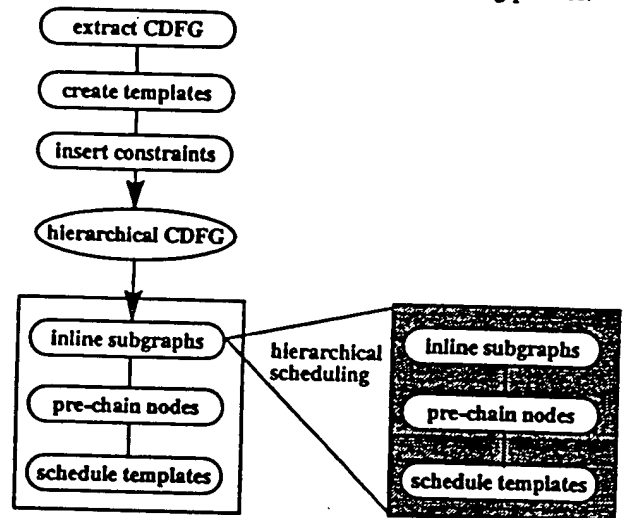 extract CDFG
create templates
insert constraints
hierarchical CDFG
inline subgraphs
pre-chain nodes
schedule templates
hierarchical
scheduling
inline subgraphs
pre-chain nodes
schedule templates